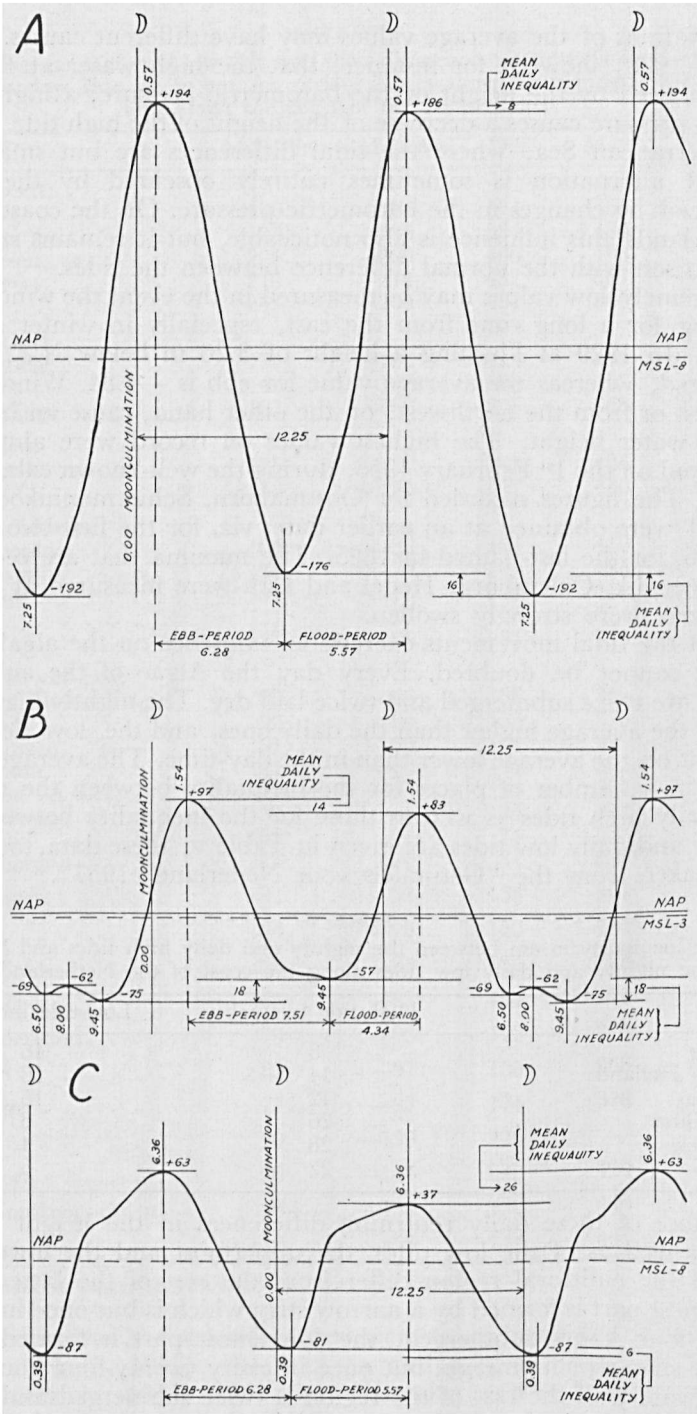 A
0.57
+194
0.57
+186
MEAN
DAILY
INEQUALITY
8
0.57
+194
NAP
NAP
MSL-8
0.00 MOONCULMINATION
12.25
-192
7.25
-176
7.25
16
-192
7.25
16
MEAN
DAILY
INEQUALITY
EBB-PERIOD
6.28
FLOOD-PERIOD
5.57
B
0.00 MOONCULMINATION
1.54
+97
MEAN
DAILY
INEQUALITY
14
12.25
1.54
+83
1.54
+97
NAP
NAP
MSL-3
-69
-62
-75
6.50
8.00
9.45
18
-57
9.45
EBB-PERIOD 7.51
FLOOD-PERIOD
4.34
-69
-62
-75
6.50
8.00
9.45
18
MEAN
DAILY
INEQUALITY
C
6.36
+63
0.00 MOONCULMINATION
6.36
+37
MEAN
DAILY
INEQUAUITY
26
6.36
+63
NAP
NAP
MSL-8
12.25
-87
0.39
-81
0.39
-87
0.39
6
EBB-PERIOD 6.28
FLOOD-PERIOD 5.57
MEAN
DAILY
INEQUALITY